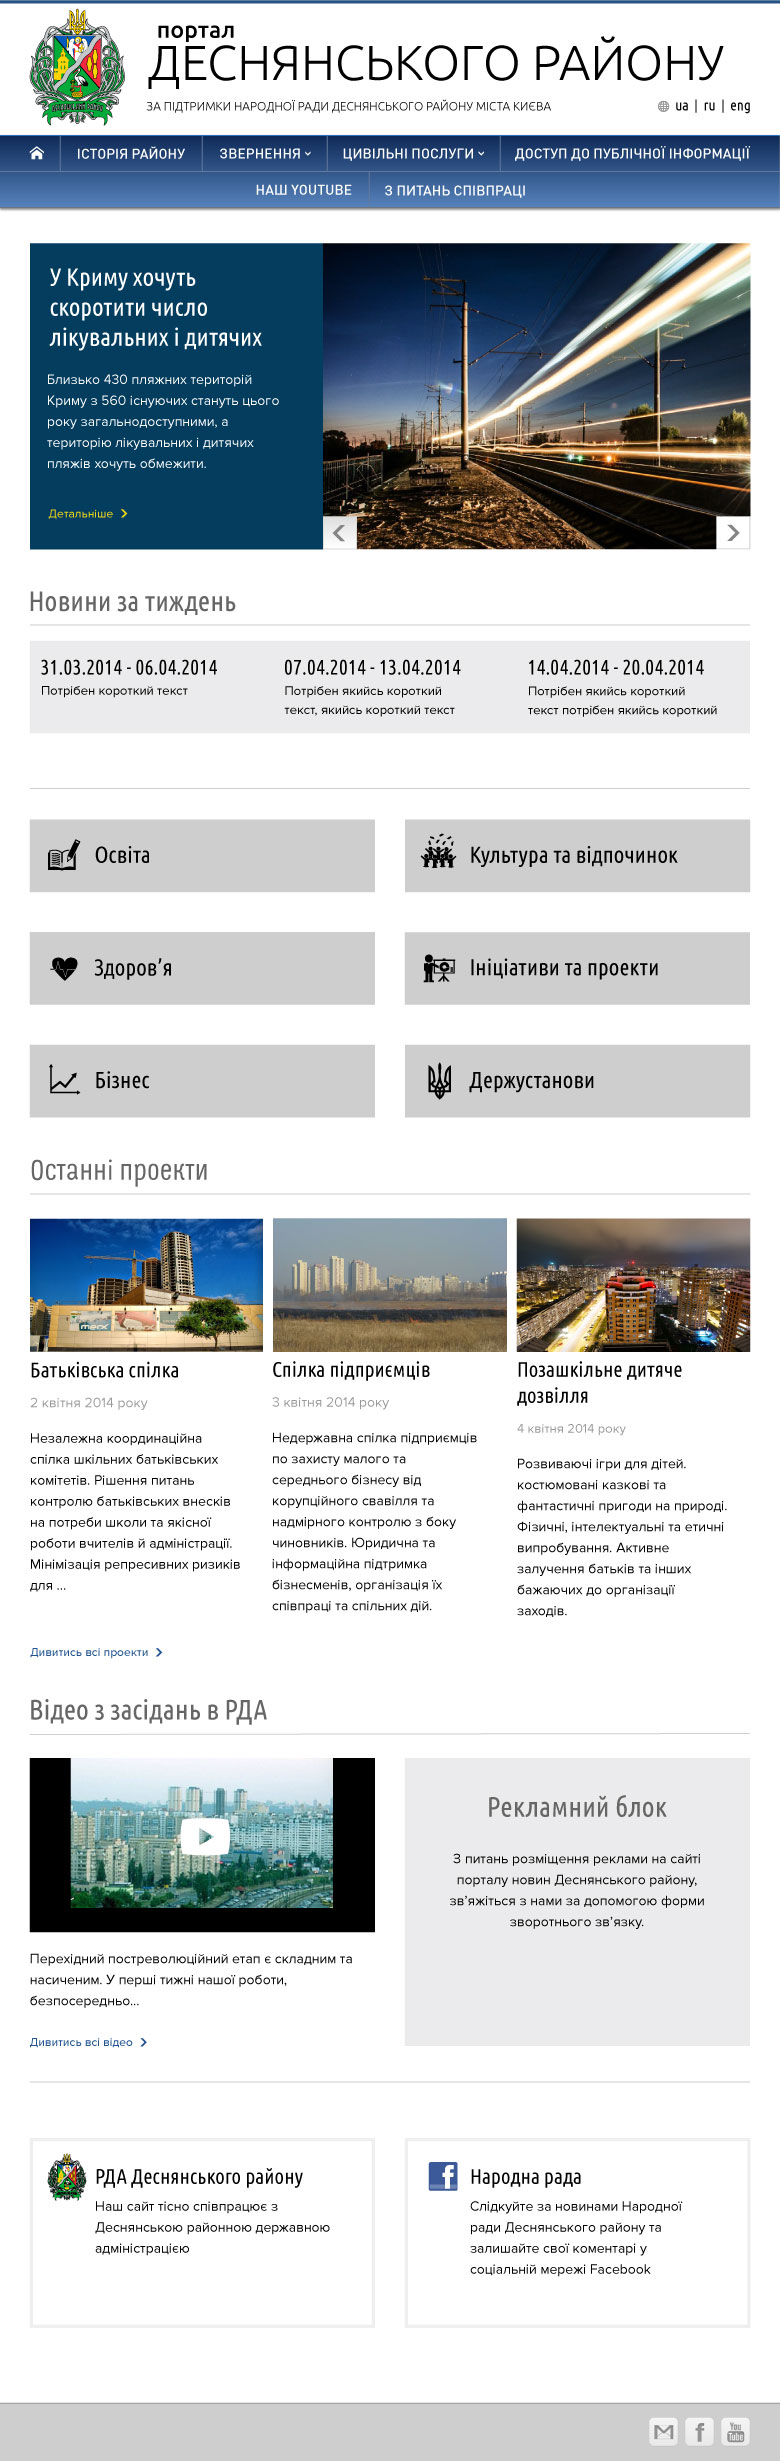 портал
ДЕСНЯНСЬКОГО РАЙОНУ
ЗА ПІДТРИМКИ НАРОДНОЇ РАДИ ДЕСНЯНСЬКОГО РАЙОНУ МІСТА КИЄВА
ua | ru | eng
ІСТОРІЯ РАЙОНУ ЗВЕРНЕННЯ ЦИВІЛЬНІ ПОСЛУГИ ДОСТУП ДО ПУБЛІЧНОЇ ІНФОРМАЦІЇ
НАШ YOUTUBE З ПИТАНЬ СПІВПРАЦІ
У Криму хочуть
скоротити число
лікувальних і дитячих
Близько 430 пляжних територій
Криму з 560 існуючих стануть цього
року загальнодоступними, а
територію лікувальних і дитячих
пляжів хочуть обмежити.
Детальніше
Новини за тиждень
31.03.2014 - 06.04.2014
Потрібен короткий текст
07.04.2014 - 13.04.2014
Потрібен якийсь короткий
текст, якийсь короткий текст
14.04.2014 - 20.04.2014
Потрібен якийсь короткий
текст потрібен якийсь короткий
Освіта
Культура та відпочинок
Здоров’я
Ініціативи та проекти
Бізнес
Держустанови
Останні проекти
Батьківська спілка
2 квітня 2014 року
Незалежна координаційна
спілка шкільних батьківських
комітетів. Рішення питань
контролю батьківських внесків
на потреби школи та якісної
роботи вчителів й адміністрації.
Мінімізація репресивних ризиків
для ...
Спілка підприємців
3 квітня 2014 року
Недержавна спілка підприємців
по захисту малого та
середнього бізнесу від
корупційного свавілля та
надмірного контролю з боку
чиновників. Юридична та
інформаційна підтримка
бізнесменів, організація їх
співпраці та спільних дій.
Позашкільне дитяче
дозвілля
4 квітня 2014 року
Розвиваючі ігри для дітей.
костюмовані казкові та
фантастичні пригоди на природі.
Фізичні, інтелектуальні та етичні
випробування. Активне
залучення батьків та інших
бажаючих до організації
заходів.
Дивитись всі проекти
Відео з засідань в РДА
Перехідний постреволюційний етап є складним та
насиченим. У перші тижні нашої роботи,
безпосередньо...
Дивитись всі відео
Рекламний блок
З питань розміщення реклами на сайті
порталу новин Деснянського району,
зв’яжіться з нами за допомогою форми
зворотнього зв’язку.
РДА Деснянського району
Наш сайт тісно співпрацює з
Деснянською районною державною
адміністрацією
Народна рада
Слідкуйте за новинами Народної
ради Деснянського району та
залишайте свої коментарі у
соціальній мережі Facebook
You
Tube